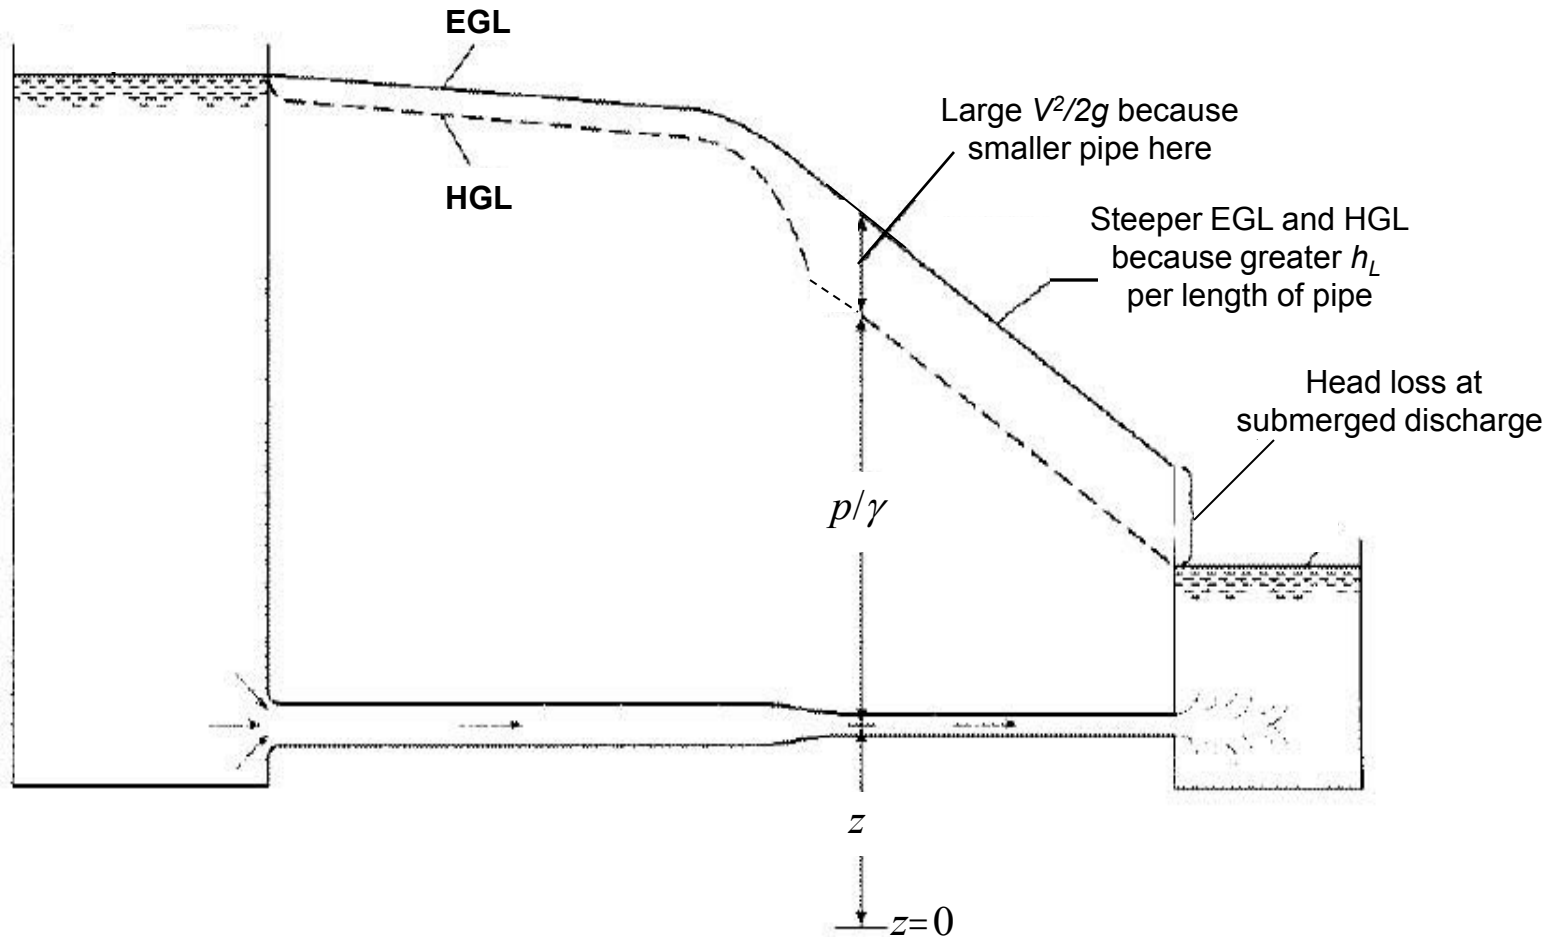 EGL
HGL
Large V²/2g because
smaller pipe here
Steeper EGL and HGL
because greater h_L
per length of pipe
Head loss at
submerged discharge
p/γ
z
z=0